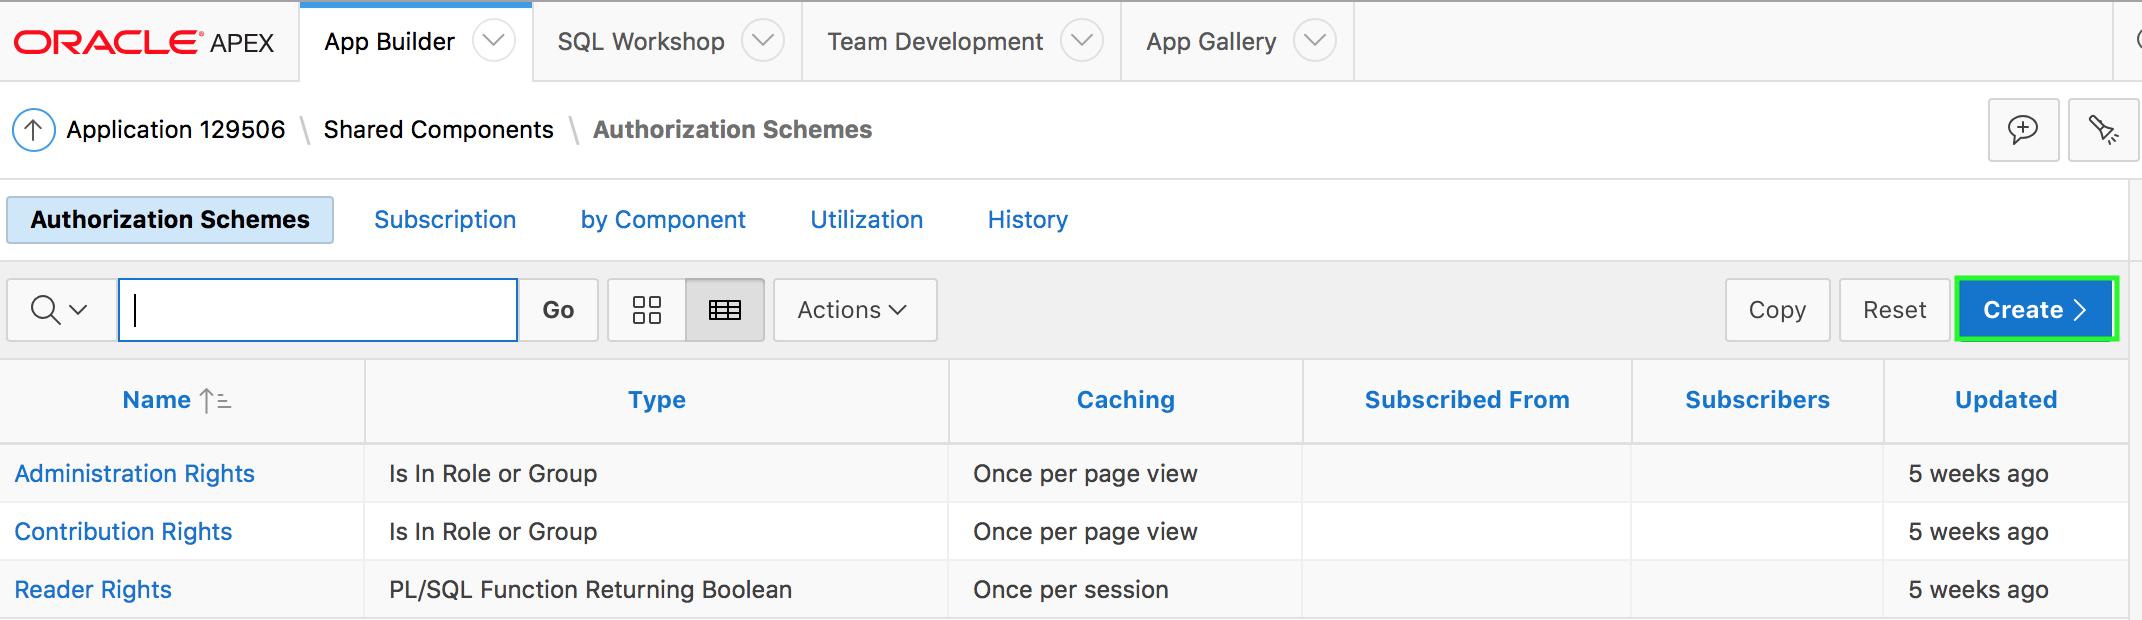 ORACLE® APEX App Builder SQL Workshop Team Development App Gallery
Application 129506 \ Shared Components \ Authorization Schemes
Authorization Schemes Subscription by Component Utilization History
Go Actions Copy Reset Create
Name Type Caching Subscribed From Subscribers Updated
Administration Rights Is In Role or Group Once per page view 5 weeks ago
Contribution Rights Is In Role or Group Once per page view 5 weeks ago
Reader Rights PL/SQL Function Returning Boolean Once per session 5 weeks ago